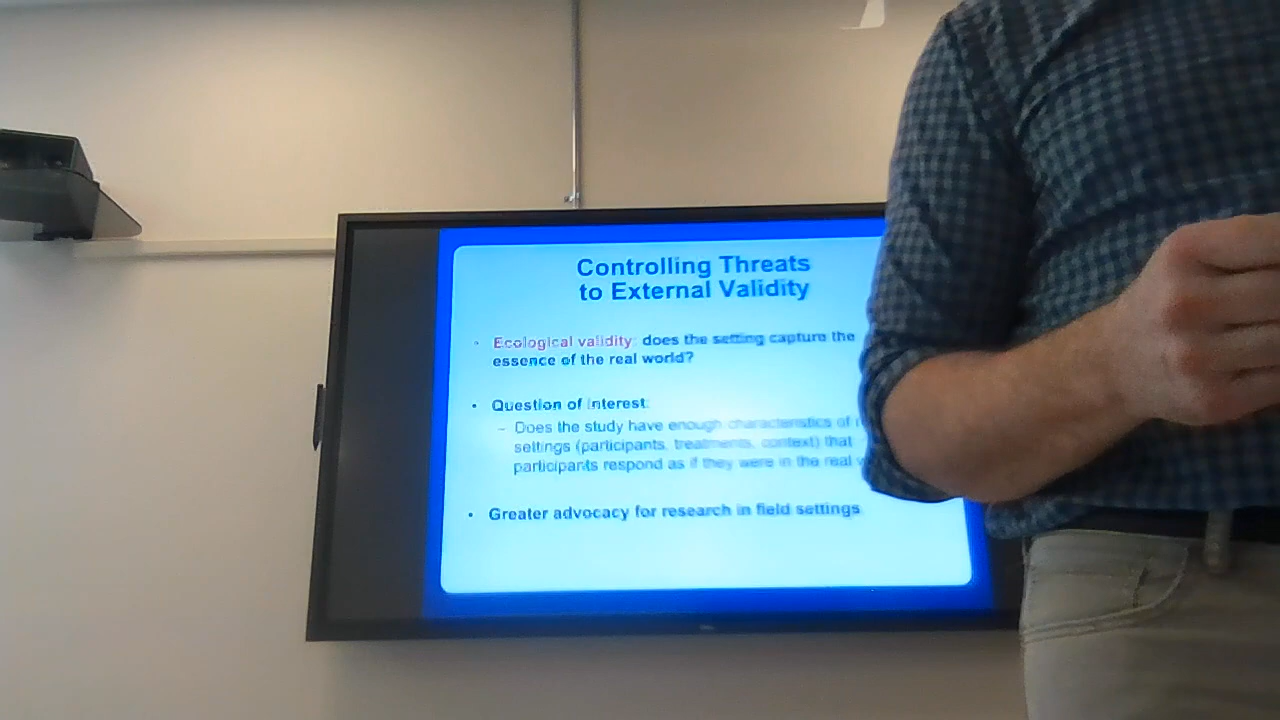 Controlling Threats
to External Validity
• Ecological validity: does the setting capture the
essence of the real world?
• Question of interest:
– Does the study have enough characteristics of
settings (participants, treatments, context) that
participants respond as if they were in the real
• Greater advocacy for research in field settings